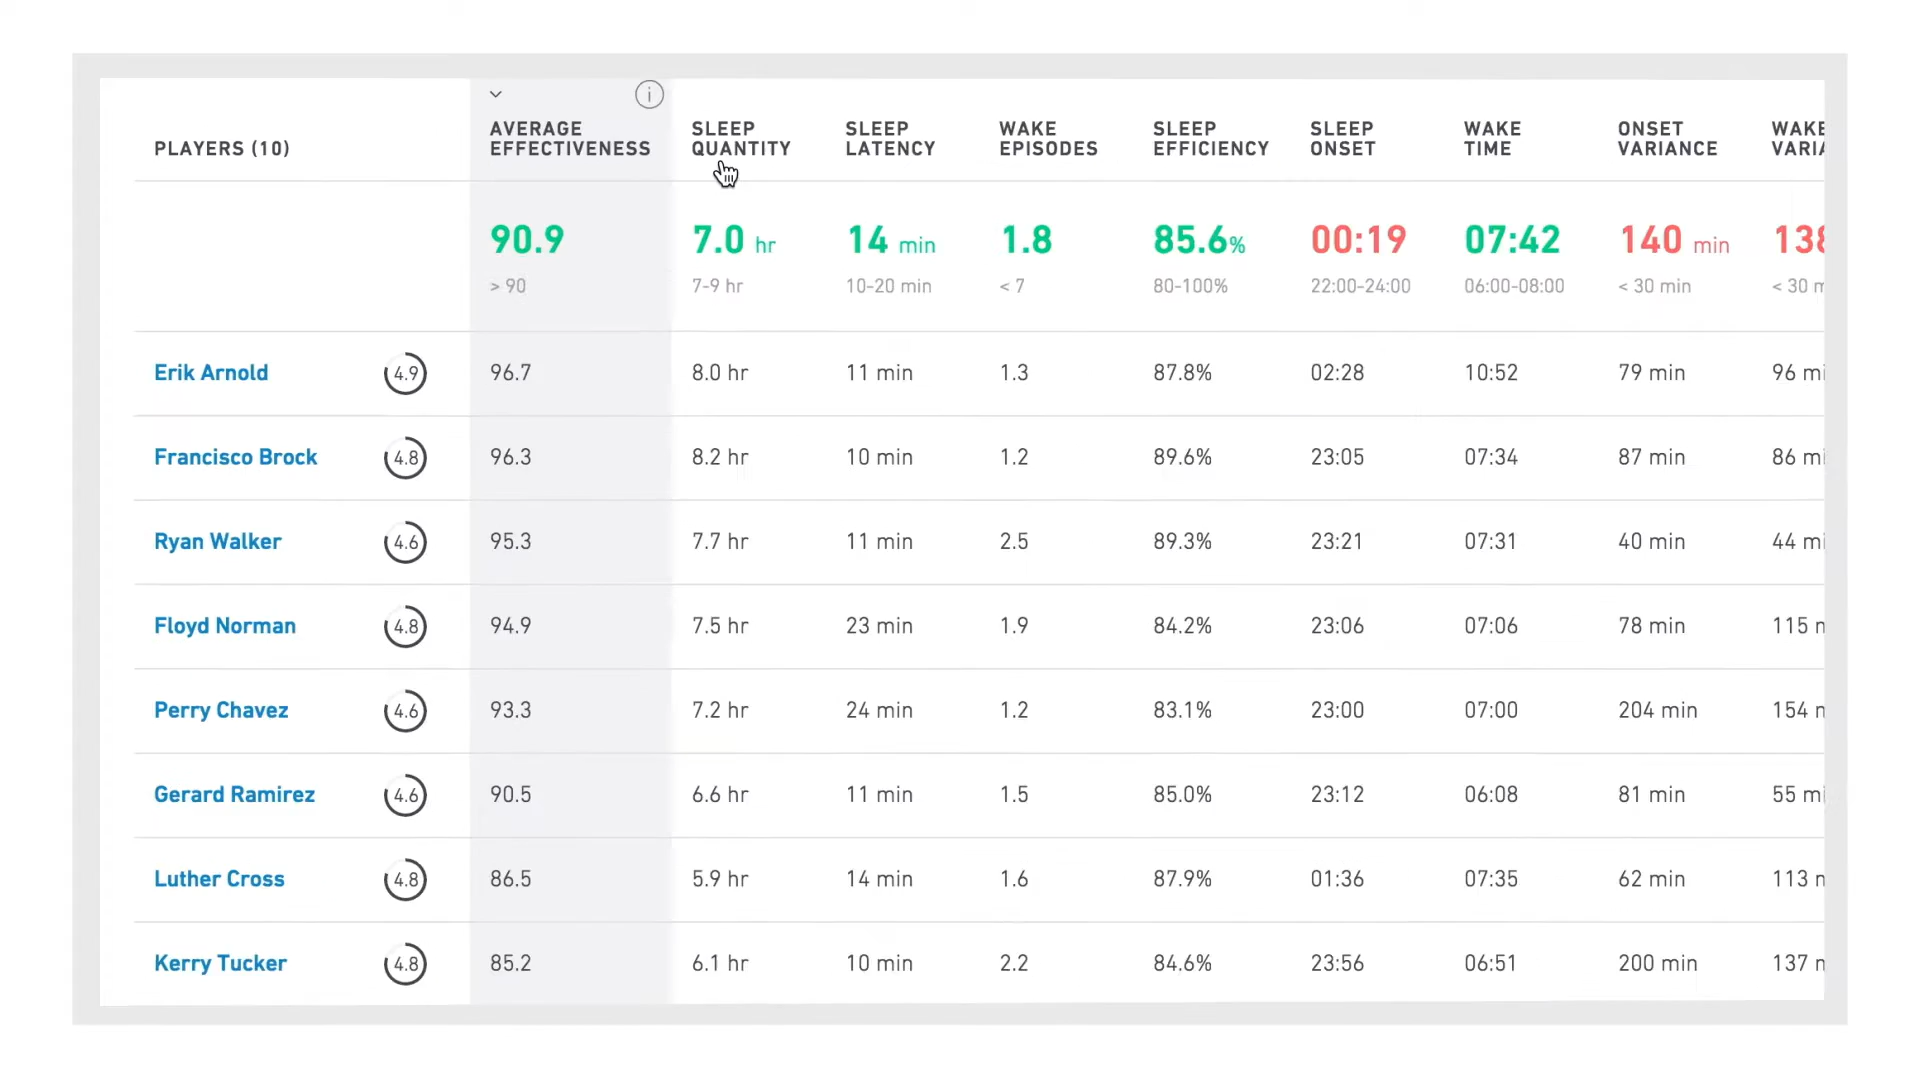 AVERAGE EFFECTIVENESS
SLEEP QUANTITY
SLEEP LATENCY
WAKE EPISODES
SLEEP EFFICIENCY
SLEEP ONSET
WAKE TIME
ONSET VARIANCE
WAKE
PLAYERS (10)
90.9 7.0 hr 14 min 1.8 85.6% 00:19 07:42 140 min 138
> 90 7-9 hr 10-20 min < 7 80-100% 22:00-24:00 06:00-08:00 < 30 min < 30
Erik Arnold 4.9 96.7 8.0 hr 11 min 1.3 87.8% 02:28 10:52 79 min 96
Francisco Brock 4.8 96.3 8.2 hr 10 min 1.2 89.6% 23:05 07:34 87 min 86
Ryan Walker 4.6 95.3 7.7 hr 11 min 2.5 89.3% 23:21 07:31 40 min 44
Floyd Norman 4.8 94.9 7.5 hr 23 min 1.9 84.2% 23:06 07:06 78 min 115
Perry Chavez 4.6 93.3 7.2 hr 24 min 1.2 83.1% 23:00 07:00 204 min 154
Gerard Ramirez 4.6 90.5 6.6 hr 11 min 1.5 85.0% 23:12 06:08 81 min 55
Luther Cross 4.8 86.5 5.9 hr 14 min 1.6 87.9% 01:36 07:35 62 min 113
Kerry Tucker 4.8 85.2 6.1 hr 10 min 2.2 84.6% 23:56 06:51 200 min 137